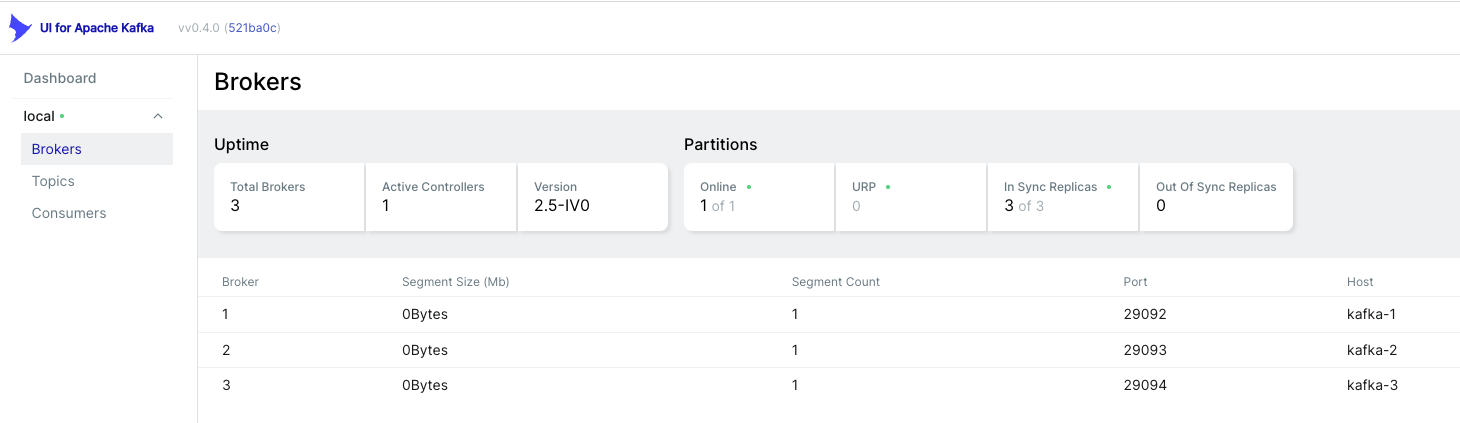 UI for Apache Kafka vv0.4.0 (521ba0c)
Dashboard
local
Brokers
Topics
Consumers
Brokers
Uptime
Total Brokers
3
Active Controllers
1
Version
2.5-IV0
Partitions
Online
1 of 1
URP
0
In Sync Replicas
3 of 3
Out Of Sync Replicas
0
Broker Segment Size (Mb) Segment Count Port Host
1 0Bytes 1 29092 kafka-1
2 0Bytes 1 29093 kafka-2
3 0Bytes 1 29094 kafka-3